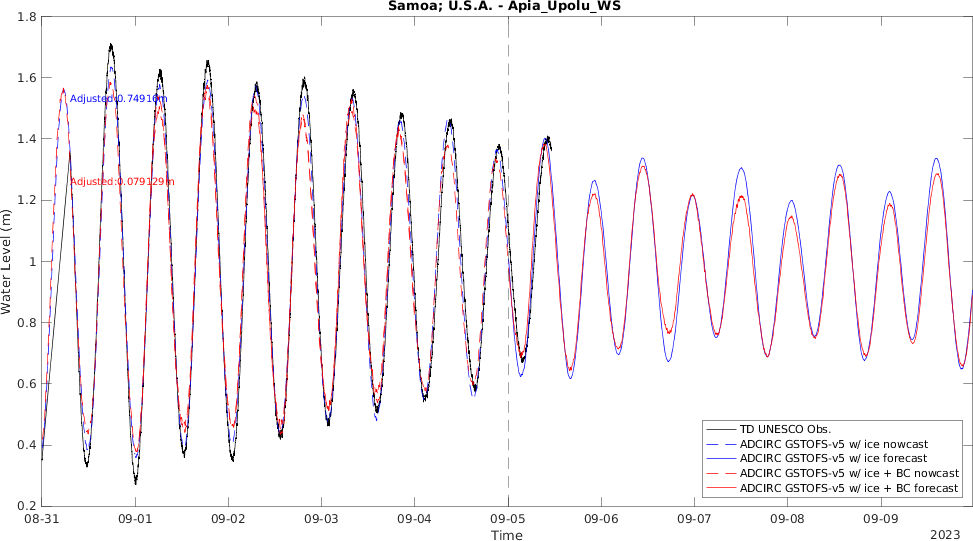 Samoa; U.S.A. - Apia_Upolu_WS
1.8
1.6
1.4
1.2
1
0.8
0.6
0.4
0.2
Water Level (m)
Adjusted:0.74916m
Adjusted:0.079129m
TD UNESCO Obs.
ADCIRC GSTOFS-v5 w/ ice nowcast
ADCIRC GSTOFS-v5 w/ ice forecast
ADCIRC GSTOFS-v5 w/ ice + BC nowcast
ADCIRC GSTOFS-v5 w/ ice + BC forecast
08-31 09-01 09-02 09-03 09-04 09-05 09-06 09-07 09-08 09-09
Time
2023